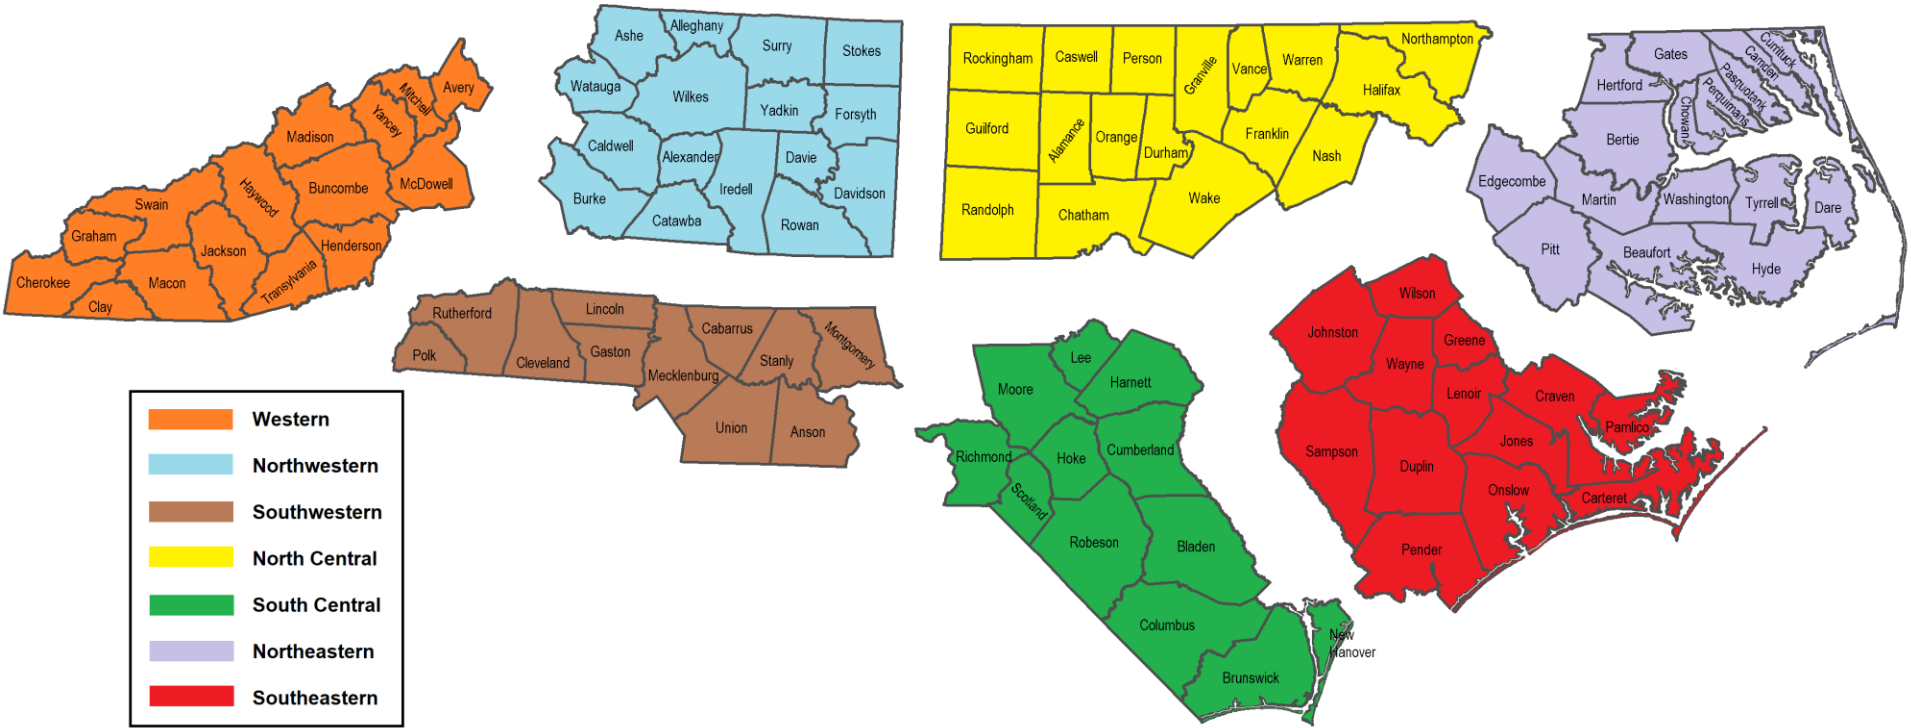 Avery
Mitchell
Yancey
Madison
McDowell
Buncombe
Haywood
Swain
Graham
Jackson
Henderson
Transylvania
Cherokee
Macon
Clay
Ashe
Alleghany
Surry
Stokes
Watauga
Wilkes
Yadkin
Forsyth
Caldwell
Alexander
Davie
Iredell
Davidson
Burke
Catawba
Rowan
Rutherford
Lincoln
Polk
Cleveland
Gaston
Cabarrus
Mecklenburg
Stanly
Montgomery
Union
Anson
Rockingham
Caswell
Person
Granville
Vance
Warren
Northampton
Halifax
Guilford
Alamance
Orange
Durham
Franklin
Nash
Randolph
Chatham
Wake
Gates
Currituck
Camden
Pasquotank
Perquimans
Chowan
Hertford
Bertie
Edgecombe
Martin
Washington
Tyrrell
Dare
Pitt
Beaufort
Hyde
Wilson
Johnston
Greene
Wayne
Lenoir
Craven
Pamlico
Sampson
Duplin
Jones
Onslow
Carteret
Pender
Lee
Moore
Harnett
Richmond
Hoke
Cumberland
Scotland
Robeson
Bladen
Columbus
New
Hanover
Brunswick
Western
Northwestern
Southwestern
North Central
South Central
Northeastern
Southeastern